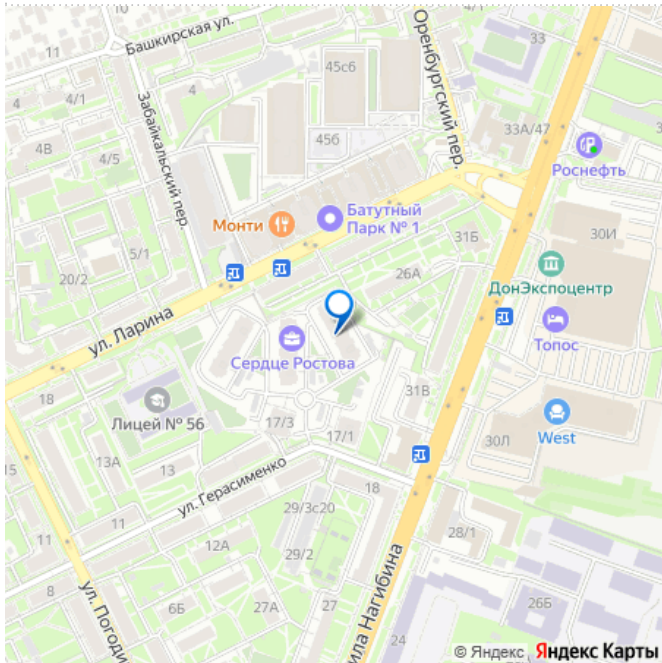 11
Башкирская ул.
Оренбургский пер.
33
10
45с6
24
4
4/1
4
Забайкальский пер.
45б
33А/47
Роснефть
4В
4/5
Монти
Батутный
Парк № 1
31Б
30И
5/1
20/2
26А
ДонЭкспоцентр
ул. Ларина
Сердце Ростова
Топос
18
Лицей № 56
31В
17/3
17/1
30Л
West
15
13А
13
ул. Герасименко
18
29/3с20
28/1
11
11
12А
29/2
8
ул. Погоди
6Б
27А
ила Нагибина
24
26Б
10
© Яндекс
Яндекс Карты